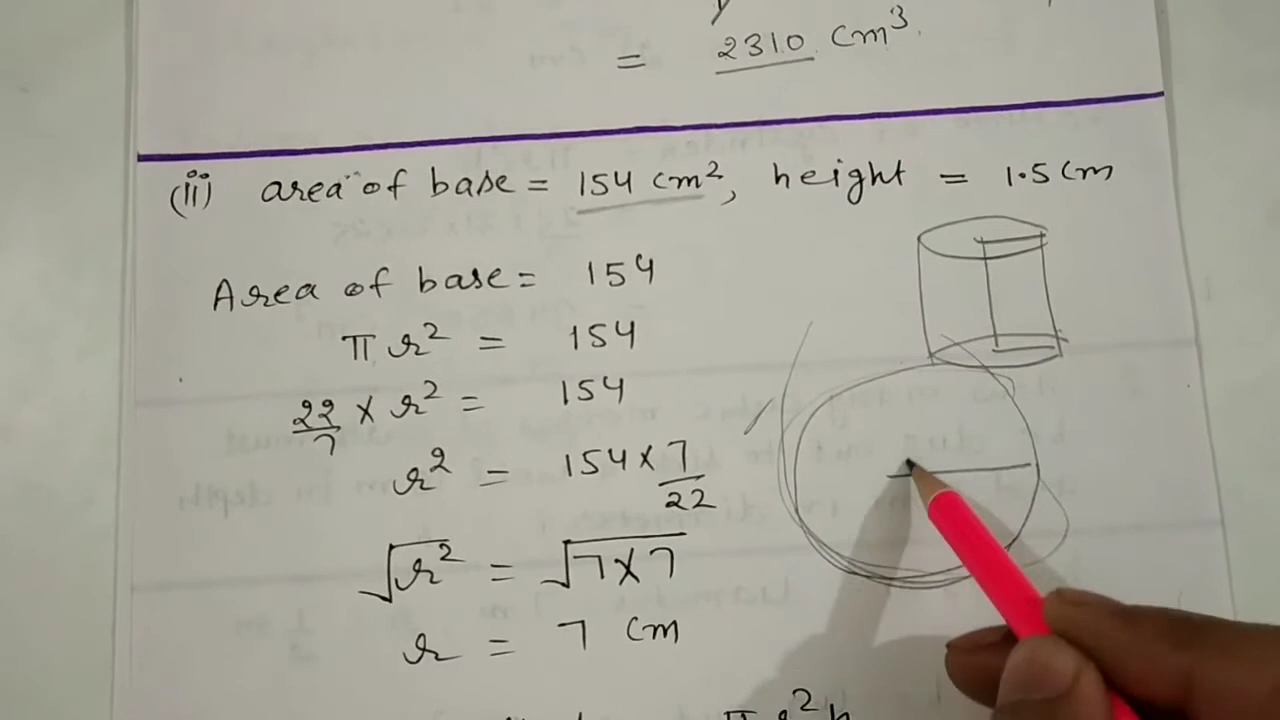 = 2310 cm³.
(ii) area of base = 154 cm², height = 1.5 cm
Area of base = 154
π r² = 154
22/7 × r² = 154
r² = 154 × 7/22
√r² = √7×7
r = 7 cm
π r² h